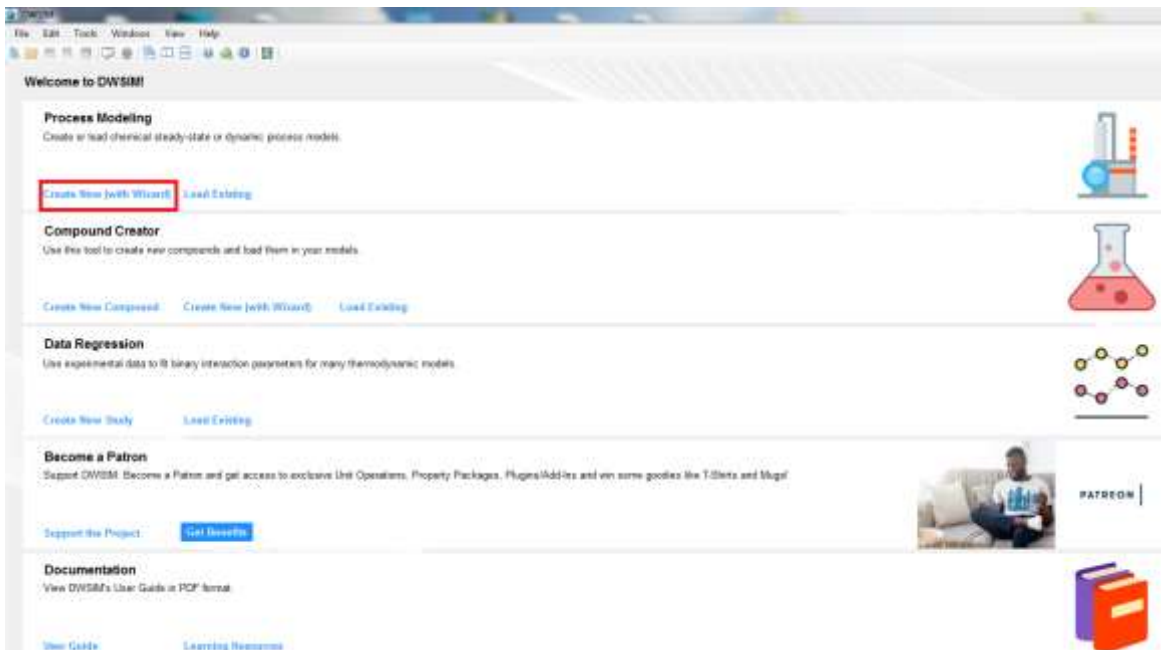 DWSIM
File Edit Tools Windows View Help
Welcome to DWSIM!
Process Modeling
Create or load chemical steady-state or dynamic process models.
Create New (with Wizard) Load Existing
Compound Creator
Use this tool to create new compounds and load them in your models.
Create New Compound Create New (with Wizard) Load Existing
Data Regression
Use experimental data to fit binary interaction parameters for many thermodynamic models.
Create New Study Load Existing
Become a Patron
Support DWSIM: Become a Patron and get access to exclusive Unit Operations, Property Packages, Plugins/Add-Ins and win some goodies like T-Shirts and Mugs!
PATREON
Support the Project Get Benefits
Documentation
View DWSIM's User Guide in PDF format.
User Guide Learning Resources